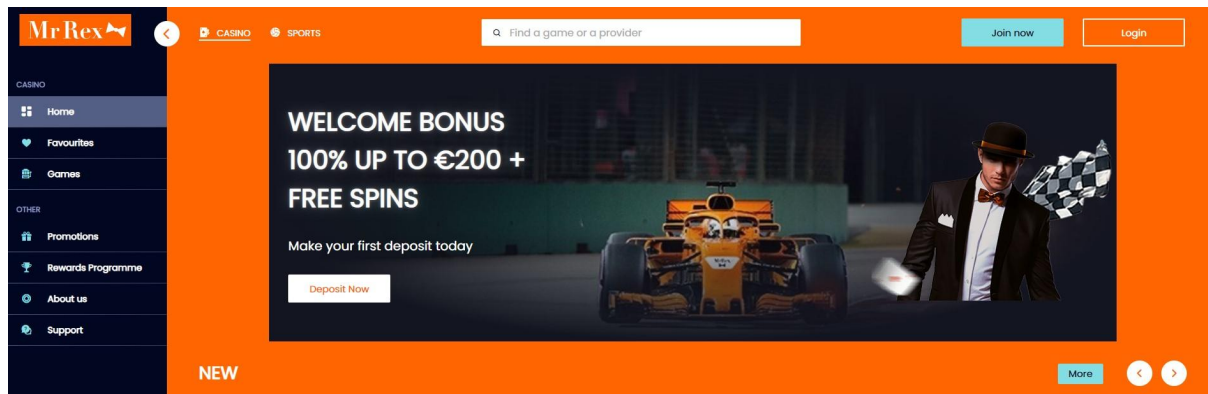 Mr Rex
CASINO
SPORTS
Find a game or a provider
Join now
Login
CASINO
Home
Favourites
Games
OTHER
Promotions
Rewards Programme
About us
Support
WELCOME BONUS
100% UP TO €200 +
FREE SPINS
Make your first deposit today
Deposit Now
NEW
More